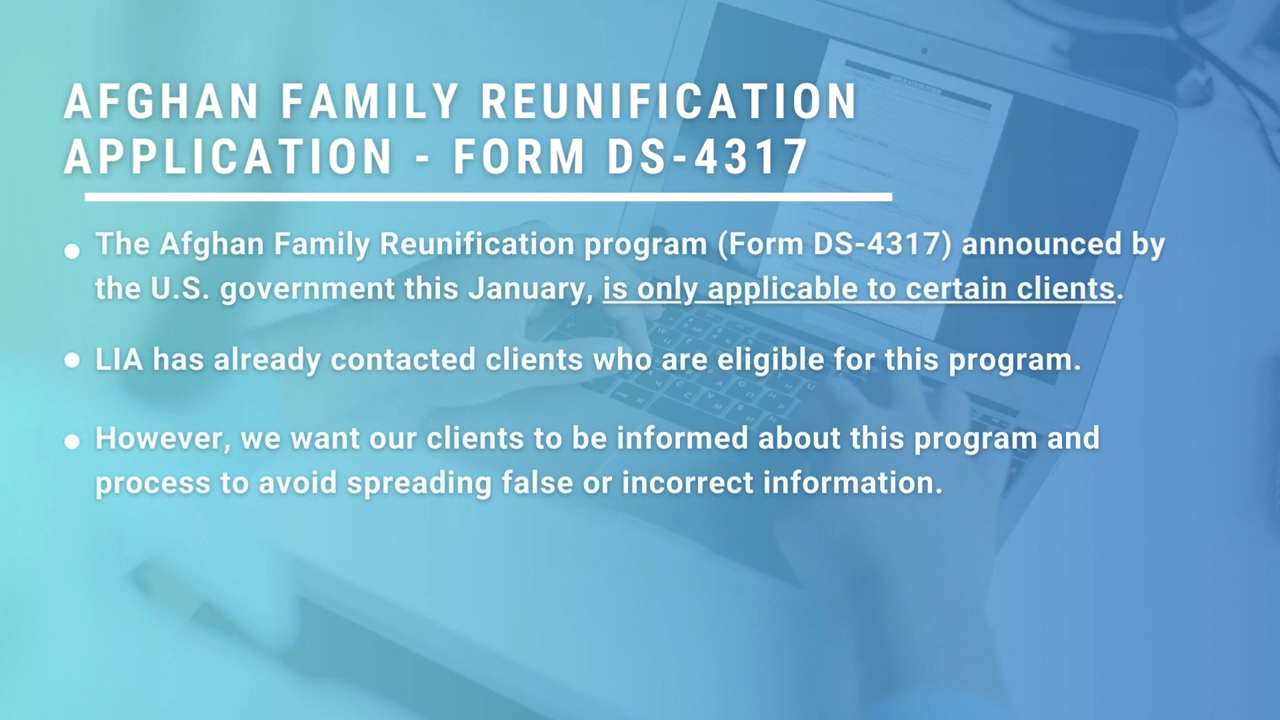 AFGHAN FAMILY REUNIFICATION
APPLICATION - FORM DS-4317
The Afghan Family Reunification program (Form DS-4317) announced by
the U.S. government this January, is only applicable to certain clients.
LIA has already contacted clients who are eligible for this program.
However, we want our clients to be informed about this program and
process to avoid spreading false or incorrect information.